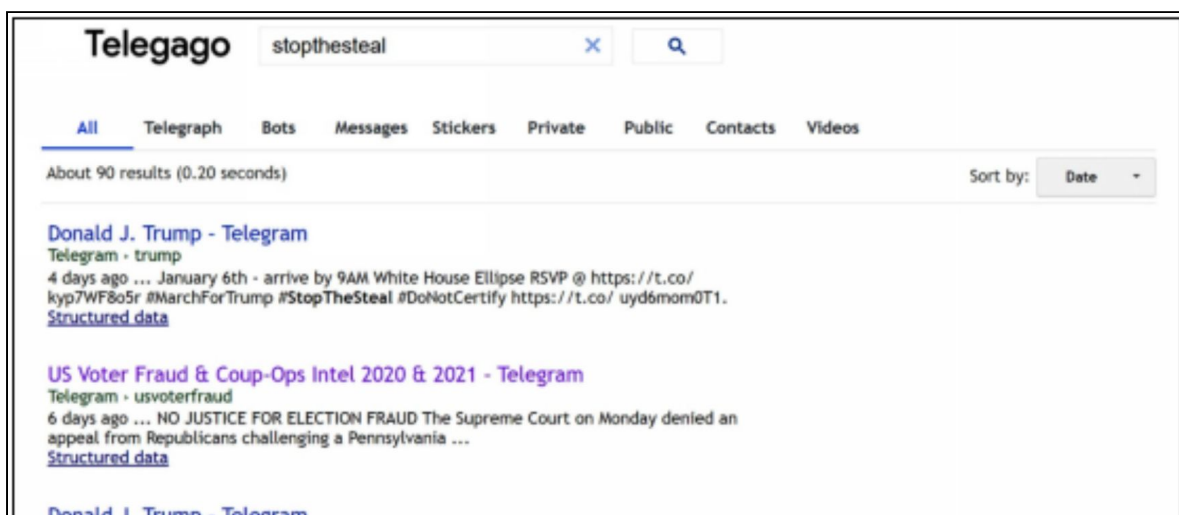 Telegago
stopthesteal
All Telegraph Bots Messages Stickers Private Public Contacts Videos
About 90 results (0.20 seconds) Sort by: Date
Donald J. Trump - Telegram
Telegram › trump
4 days ago ... January 6th - arrive by 9AM White House Ellipse RSVP @ https://t.co/
kyp7WF8o5r #MarchForTrump #StopTheSteal #DoNotCertify https://t.co/ uyd6mom0T1.
Structured data
US Voter Fraud & Coup-Ops Intel 2020 & 2021 - Telegram
Telegram › usvoterfraud
6 days ago ... NO JUSTICE FOR ELECTION FRAUD The Supreme Court on Monday denied an
appeal from Republicans challenging a Pennsylvania ...
Structured data
Donald J. Trump - Telegram